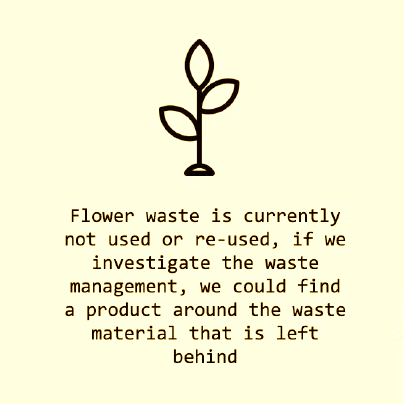 Flower waste is currently
not used or re-used, if we
investigate the waste
management, we could find
a product around the waste
material that is left
behind